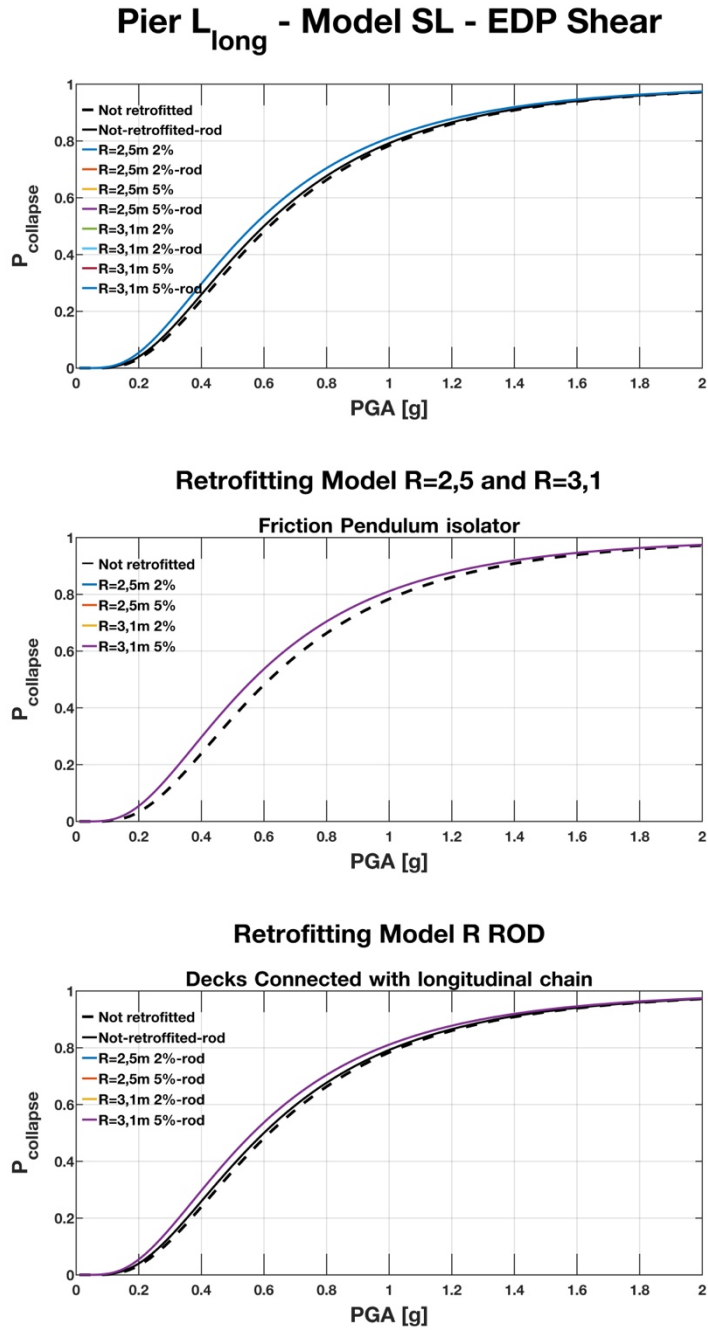 Pier L_long - Model SL - EDP Shear
1
0.8
0.6
0.4
0.2
0
P_collapse
Not retrofitted
Not-retroffited-rod
R=2,5m 2%
R=2,5m 2%-rod
R=2,5m 5%
R=2,5m 5%-rod
R=3,1m 2%
R=3,1m 2%-rod
R=3,1m 5%
R=3,1m 5%-rod
0 0.2 0.4 0.6 0.8 1 1.2 1.4 1.6 1.8 2
PGA [g]
Retrofitting Model R=2,5 and R=3,1
Friction Pendulum isolator
1
0.8
0.6
0.4
0.2
0
P_collapse
Not retrofitted
R=2,5m 2%
R=2,5m 5%
R=3,1m 2%
R=3,1m 5%
0 0.2 0.4 0.6 0.8 1 1.2 1.4 1.6 1.8 2
PGA [g]
Retrofitting Model R ROD
Decks Connected with longitudinal chain
1
0.8
0.6
0.4
0.2
0
P_collapse
Not retrofitted
Not-retroffited-rod
R=2,5m 2%-rod
R=2,5m 5%-rod
R=3,1m 2%-rod
R=3,1m 5%-rod
0 0.2 0.4 0.6 0.8 1 1.2 1.4 1.6 1.8 2
PGA [g]